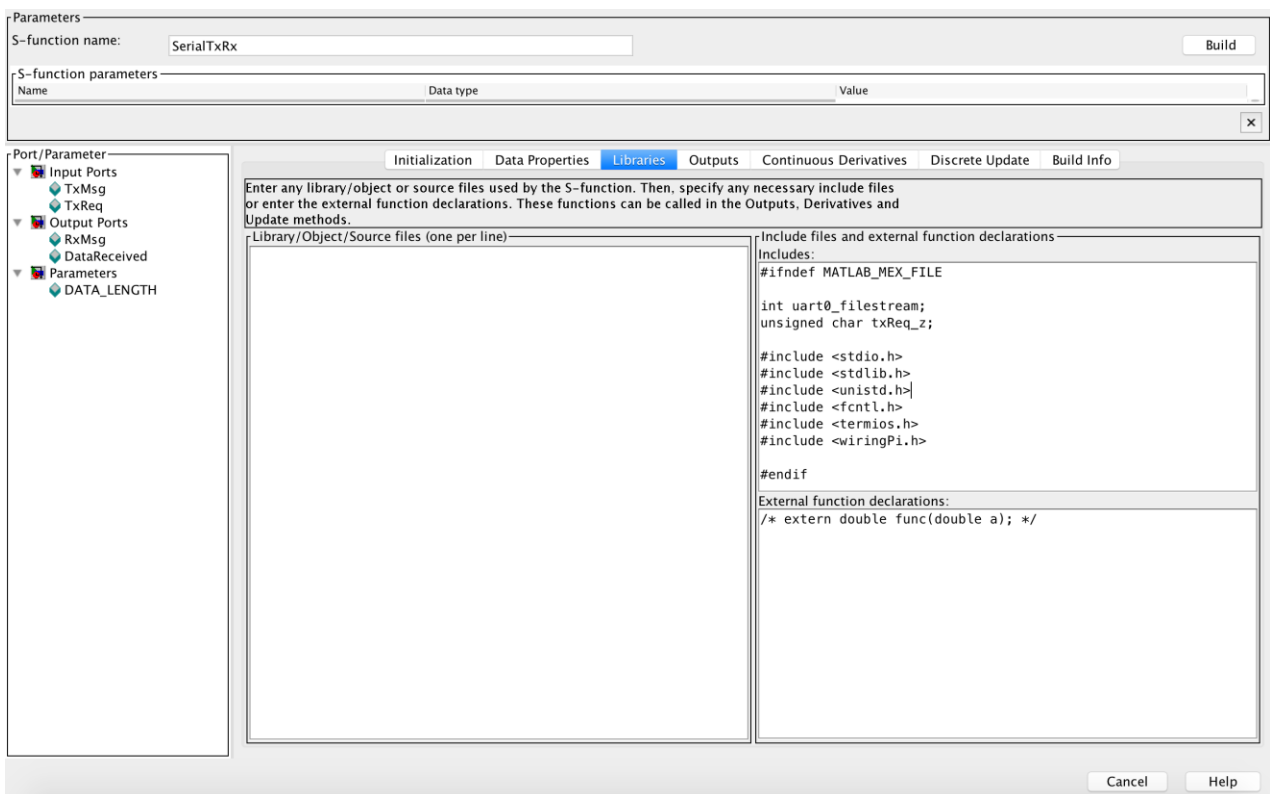 Parameters
S-function name:
SerialTxRx
Build
S-function parameters
Name
Data type
Value
Port/Parameter
Input Ports
TxMsg
TxReq
Output Ports
RxMsg
DataReceived
Parameters
DATA_LENGTH
Initialization
Data Properties
Libraries
Outputs
Continuous Derivatives
Discrete Update
Build Info
Enter any library/object or source files used by the S-function. Then, specify any necessary include files
or enter the external function declarations. These functions can be called in the Outputs, Derivatives and
Update methods.
Library/Object/Source files (one per line)
Include files and external function declarations
Includes:
#ifndef MATLAB_MEX_FILE
int uart0_filestream;
unsigned char txReq_z;
#include <stdio.h>
#include <stdlib.h>
#include <unistd.h>
#include <fcntl.h>
#include <termios.h>
#include <wiringPi.h>
#endif
External function declarations:
/* extern double func(double a); */
Cancel
Help